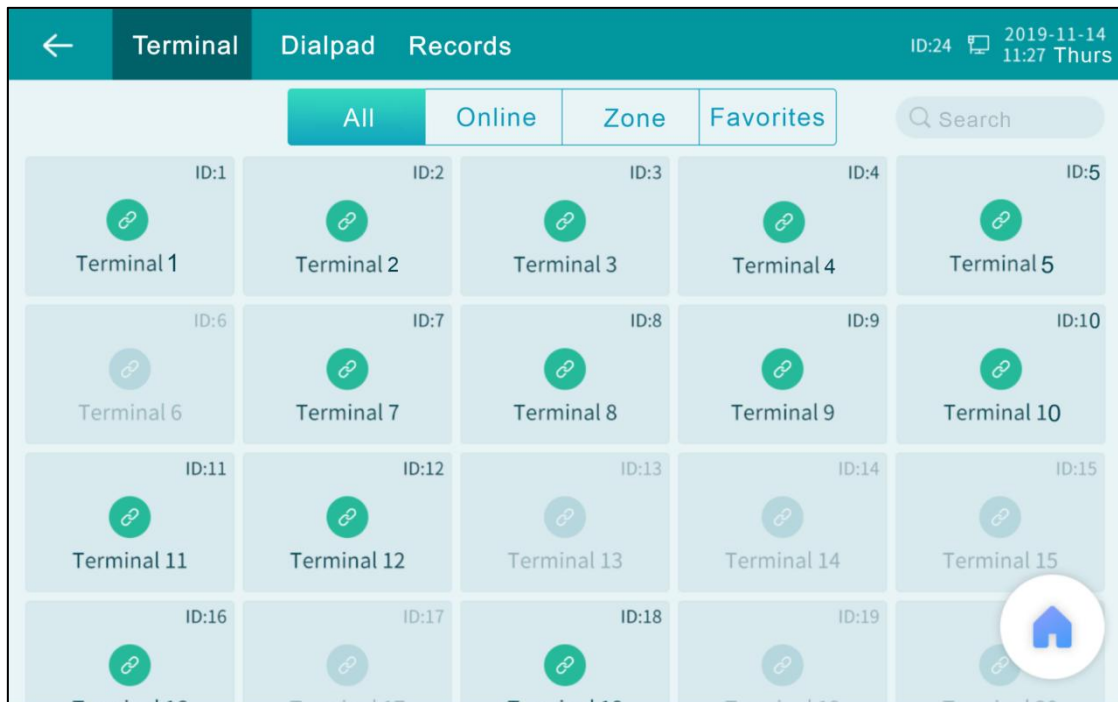 Terminal Dialpad Records ID:24 2019-11-14
11:27 Thurs
All Online Zone Favorites Search
ID:1 ID:2 ID:3 ID:4 ID:5
Terminal 1 Terminal 2 Terminal 3 Terminal 4 Terminal 5
ID:6 ID:7 ID:8 ID:9 ID:10
Terminal 6 Terminal 7 Terminal 8 Terminal 9 Terminal 10
ID:11 ID:12 ID:13 ID:14 ID:15
Terminal 11 Terminal 12 Terminal 13 Terminal 14 Terminal 15
ID:16 ID:17 ID:18 ID:19